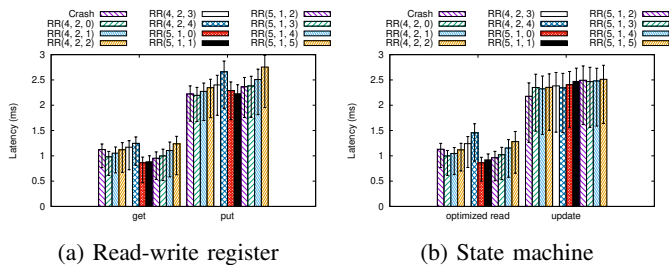 Crash
RR(4, 2, 0)
RR(4, 2, 1)
RR(4, 2, 2)
RR(4, 2, 3)
RR(4, 2, 4)
RR(5, 1, 0)
RR(5, 1, 1)
RR(5, 1, 2)
RR(5, 1, 3)
RR(5, 1, 4)
RR(5, 1, 5)
Latency (ms)
3
2.5
2
1.5
1
0.5
0
get
put
(a) Read-write register
Crash
RR(4, 2, 0)
RR(4, 2, 1)
RR(4, 2, 2)
RR(4, 2, 3)
RR(4, 2, 4)
RR(5, 1, 0)
RR(5, 1, 1)
RR(5, 1, 2)
RR(5, 1, 3)
RR(5, 1, 4)
RR(5, 1, 5)
Latency (ms)
3
2.5
2
1.5
1
0.5
0
optimized read
update
(b) State machine